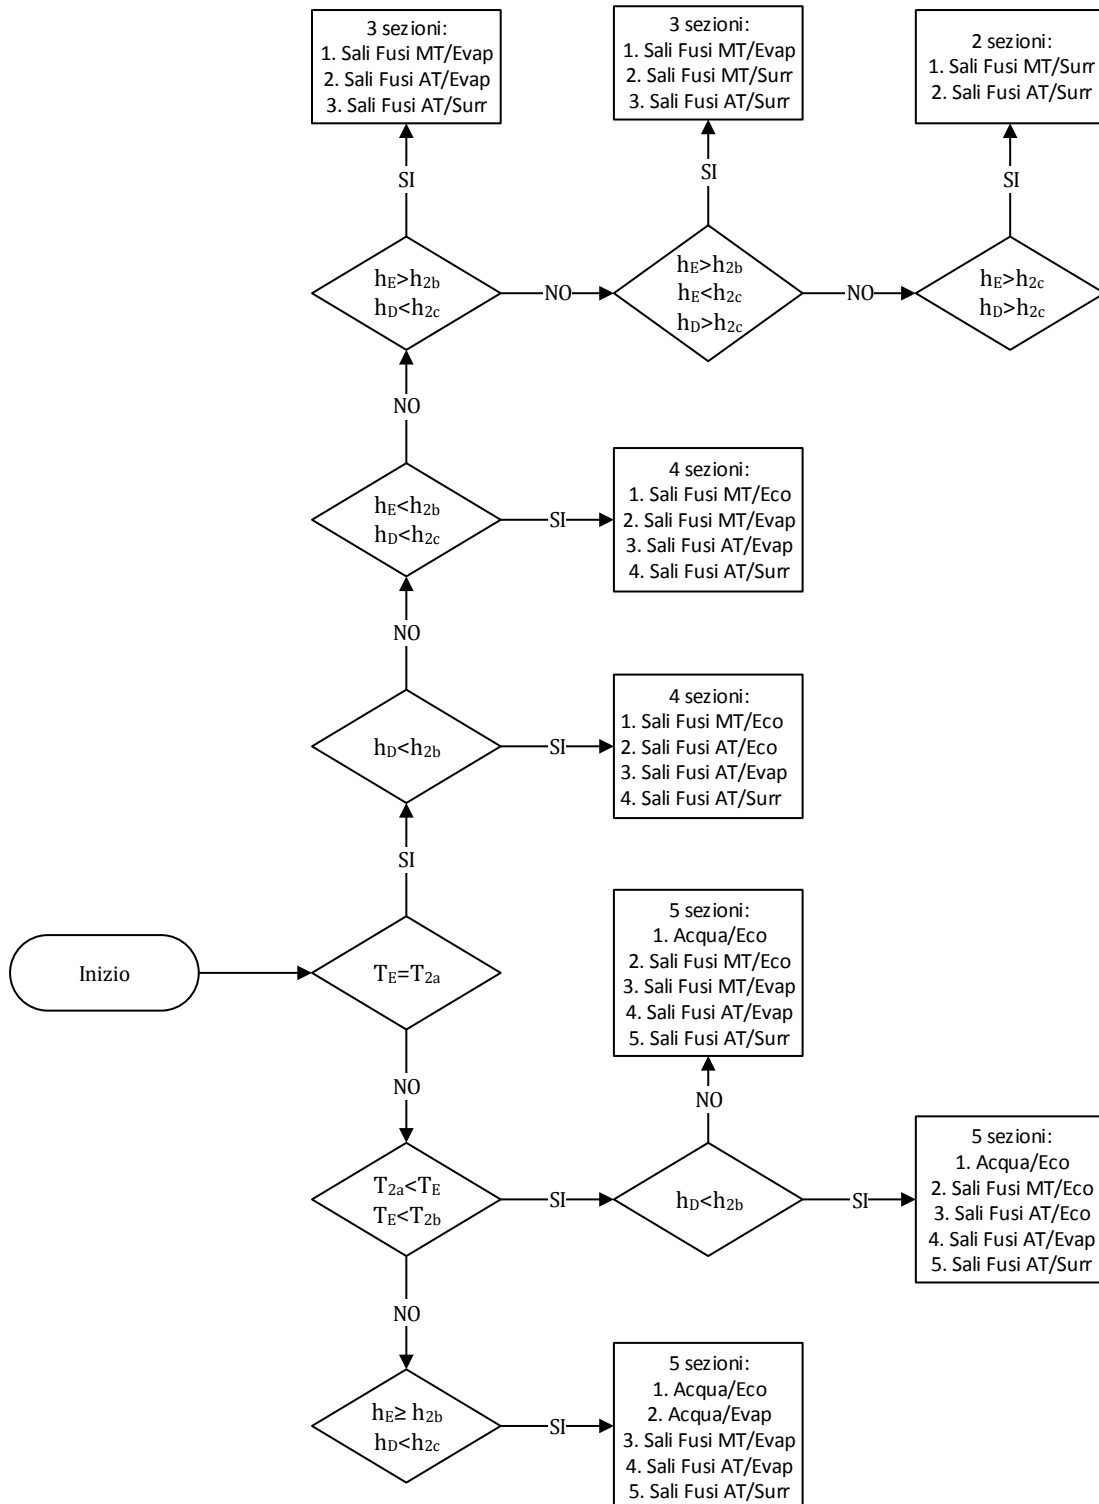 3 sezioni:
1. Sali Fusi MT/Evap
2. Sali Fusi AT/Evap
3. Sali Fusi AT/Surr
3 sezioni:
1. Sali Fusi MT/Evap
2. Sali Fusi MT/Surr
3. Sali Fusi AT/Surr
2 sezioni:
1. Sali Fusi MT/Surr
2. Sali Fusi AT/Surr
SI
SI
SI
hE>h2b
hD<h2c
NO
hE>h2b
hE<h2c
hD>h2c
NO
hE>h2c
hD>h2c
NO
hE<h2b
hD<h2c
SI
4 sezioni:
1. Sali Fusi MT/Eco
2. Sali Fusi MT/Evap
3. Sali Fusi AT/Evap
4. Sali Fusi AT/Surr
NO
hD<h2b
SI
4 sezioni:
1. Sali Fusi MT/Eco
2. Sali Fusi AT/Eco
3. Sali Fusi AT/Evap
4. Sali Fusi AT/Surr
SI
Inizio
TE=T2a
5 sezioni:
1. Acqua/Eco
2. Sali Fusi MT/Eco
3. Sali Fusi MT/Evap
4. Sali Fusi AT/Evap
5. Sali Fusi AT/Surr
NO
NO
T2a<TE
TE<T2b
SI
hD<h2b
SI
5 sezioni:
1. Acqua/Eco
2. Sali Fusi MT/Eco
3. Sali Fusi AT/Eco
4. Sali Fusi AT/Evap
5. Sali Fusi AT/Surr
NO
hE≥ h2b
hD<h2c
SI
5 sezioni:
1. Acqua/Eco
2. Acqua/Evap
3. Sali Fusi MT/Evap
4. Sali Fusi AT/Evap
5. Sali Fusi AT/Surr